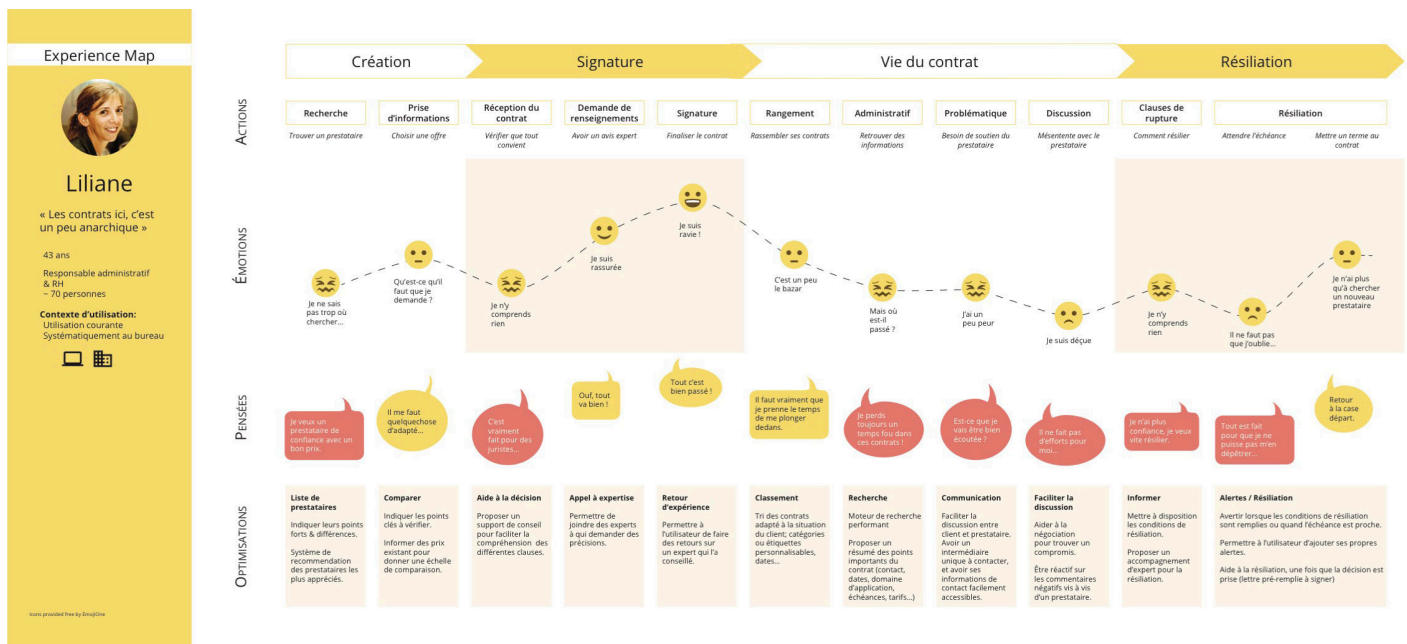 Experience Map
Liliane
« Les contrats ici, c'est
un peu anarchique »
43 ans
Responsable administratif
& RH
~ 70 personnes
Contexte d'utilisation:
Utilisation courante
Systématiquement au bureau
Icons provided free by EmojiOne
Création
Signature
Vie du contrat
Résiliation
ACTIONS
Recherche
Trouver un prestataire
Prise
d'informations
Choisir une offre
Réception du
contrat
Vérifier que tout
convient
Demande de
renseignements
Avoir un avis expert
Signature
Finaliser le contrat
Rangement
Rassembler ses contrats
Administratif
Retrouver des
informations
Problématique
Besoin de soutien du
prestataire
Discussion
Mésentente avec le
prestataire
Clauses de
rupture
Comment résilier
Résiliation
Attendre l'échéance
Mettre un terme au
contrat
ÉMOTIONS
Je ne sais
pas trop où
chercher...
Qu'est-ce qu'il
faut que je
demande ?
Je n'y
comprends
rien
Je suis
rassurée
Je suis
ravie !
C'est un peu
le bazar
Mais où
est-il
passé ?
J'ai un
peu peur
Je suis déçue
Je n'y
comprends
rien
Il ne faut pas
que j'oublie...
Je n'ai plus
qu'à chercher
un nouveau
prestataire
PENSÉES
Je veux un
prestataire de
confiance avec un
bon prix.
Il me faut
quelquechose
d'adapté...
C'est
vraiment
fait pour des
juristes...
Ouf, tout
va bien !
Tout c'est
bien passé !
Il faut vraiment que
je prenne le temps
de me plonger
dedans.
Je perds
toujours un
temps fou dans
ces contrats !
Est-ce que je
vais être bien
écoutée ?
Il ne fait pas
d'efforts pour
moi...
Je n'ai plus
confiance, je veux
vite résilier.
Tout est fait
pour que je ne
puisse pas m'en
dépêtrer...
Retour
à la case
départ.
OPTIMISATIONS
Liste de
prestataires
Indiquer leurs points
forts & différences.
Système de
recommendation
des prestataires les
plus appréciés.
Comparer
Indiquer les points
clés à vérifier.
Informer des prix
existant pour
donner une échelle
de comparaison.
Aide à la décision
Proposer un
support de conseil
pour faciliter la
compréhension des
différentes clauses.
Appel à expertise
Permettre de
joindre des experts
à qui demander des
précisions.
Retour
d'expérience
Permettre à
l'utilisateur de faire
des retours sur
un expert qui l'a
conseillé.
Classement
Tri des contrats
adapté à la situation
du client; catégories
ou étiquettes
personnalisables,
dates...
Recherche
Moteur de recherche
performant
Proposer un
résumé des points
importants du
contrat (contact,
dates, domaine
d'application,
échéances, tarifs...)
Communication
Faciliter la
discussion entre
client et prestataire.
Avoir un
intermédiaire
unique à contacter,
et avoir ses
informations de
contact facilement
accessibles.
Faciliter la
discussion
Aider à la
négociation
pour trouver un
compromis.
Être réactif sur
les commentaires
négatifs vis à vis
d'un prestataire.
Informer
Mettre à disposition
les conditions de
résiliation.
Proposer un
accompagnement
d'expert pour la
résiliation.
Alertes / Résiliation
Avertir lorsque les conditions de résiliation
sont remplies ou quand l'échéance est proche.
Permettre à l'utilisateur d'ajouter ses propres
alertes.
Aide à la résiliation, une fois que la décision est
prise (lettre pré-remplie à signer)